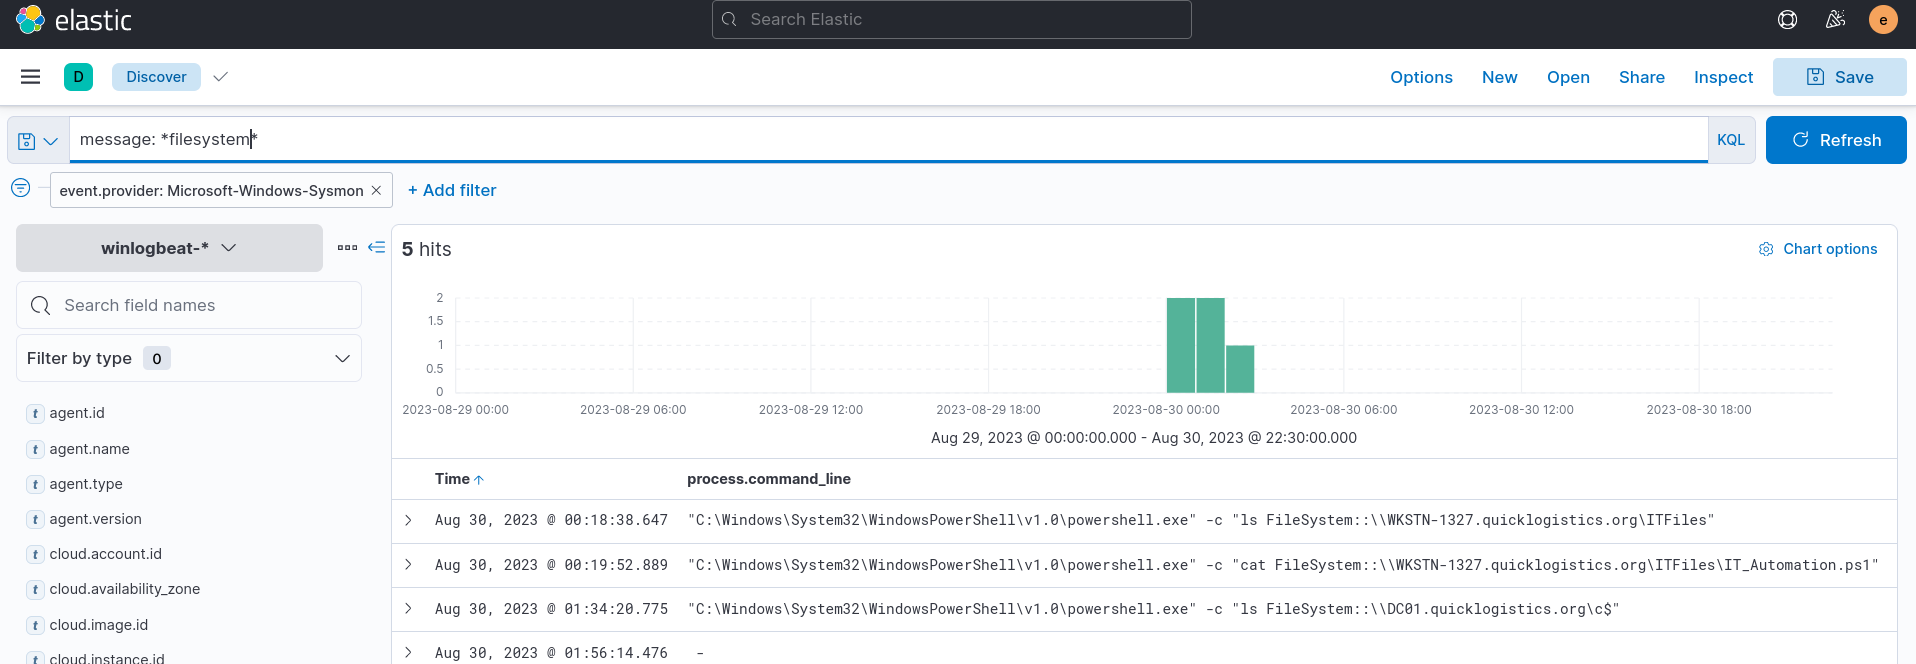 elastic
Search Elastic
e
D
Discover
Options
New
Open
Share
Inspect
Save
message: *filesystem*
KQL
Refresh
event.provider: Microsoft-Windows-Sysmon
+ Add filter
winlogbeat-*
Search field names
Filter by type 0
t agent.id
t agent.name
t agent.type
t agent.version
t cloud.account.id
t cloud.availability_zone
t cloud.image.id
t cloud.instance.id
5 hits
Chart options
2
1.5
1
0.5
0
2023-08-29 00:00
2023-08-29 06:00
2023-08-29 12:00
2023-08-29 18:00
2023-08-30 00:00
2023-08-30 06:00
2023-08-30 12:00
2023-08-30 18:00
Aug 29, 2023 @ 00:00:00.000 - Aug 30, 2023 @ 22:30:00.000
Time process.command_line
Aug 30, 2023 @ 00:18:38.647 "C:\Windows\System32\WindowsPowerShell\v1.0\powershell.exe" -c "ls FileSystem::\\WKSTN-1327.quicklogistics.org\ITFiles"
Aug 30, 2023 @ 00:19:52.889 "C:\Windows\System32\WindowsPowerShell\v1.0\powershell.exe" -c "cat FileSystem::\\WKSTN-1327.quicklogistics.org\ITFiles\IT_Automation.ps1"
Aug 30, 2023 @ 01:34:20.775 "C:\Windows\System32\WindowsPowerShell\v1.0\powershell.exe" -c "ls FileSystem::\\DC01.quicklogistics.org\c$"
Aug 30, 2023 @ 01:56:14.476 -